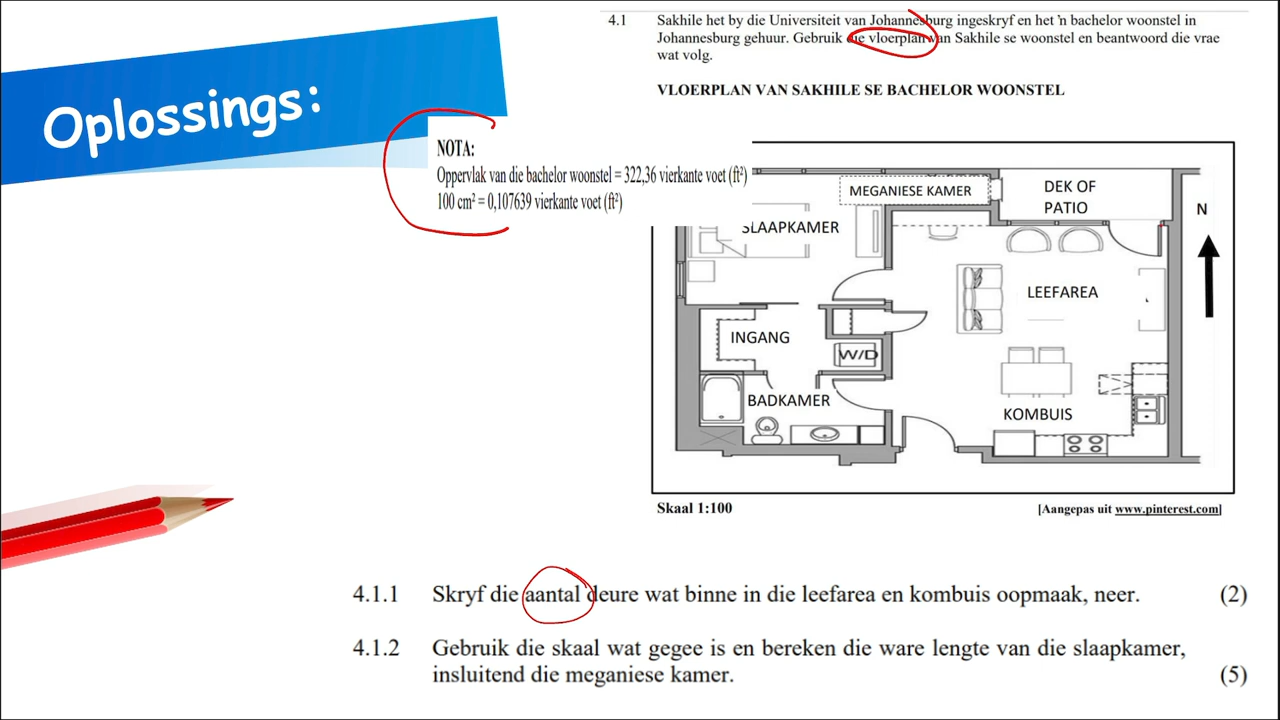 Oplossings:
4.1 Sakhile het by die Universiteit van Johannesburg ingeskryf en het 'n bachelor woonstel in
Johannesburg gehuur. Gebruik die vloerplan van Sakhile se woonstel en beantwoord die vrae
wat volg.
VLOERPLAN VAN SAKHILE SE BACHELOR WOONSTEL
NOTA:
Oppervlak van die bachelor woonstel = 322,36 vierkante voet (ft²)
100 cm² = 0,107639 vierkante voet (ft²)
MEGANIESE KAMER
DEK OF
PATIO
N
SLAAPKAMER
LEEFAREA
INGANG
W/D
BADKAMER
KOMBUIS
Skaal 1:100
[Aangepas uit www.pinterest.com]
4.1.1 Skryf die aantal deure wat binne in die leefarea en kombuis oopmaak, neer. (2)
4.1.2 Gebruik die skaal wat gegee is en bereken die ware lengte van die slaapkamer,
insluitend die meganiese kamer. (5)